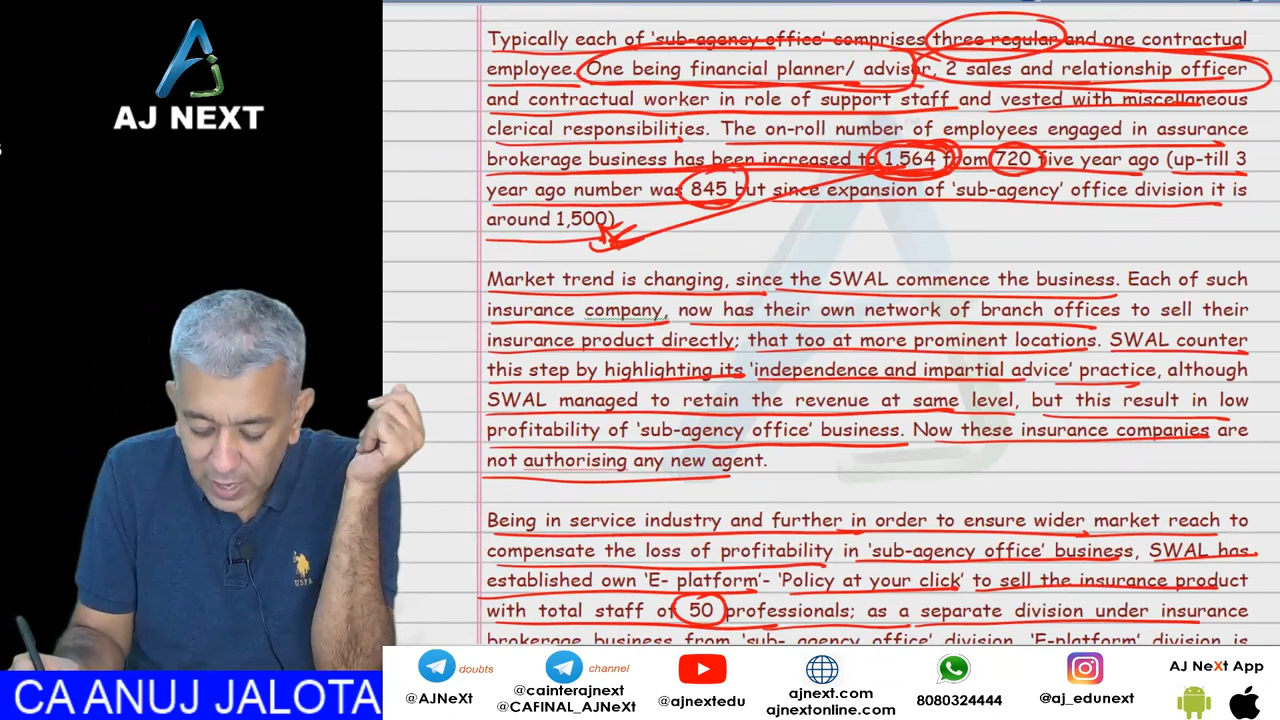 AJ NEXT
Typically each of 'sub-agency office' comprises three regular and one contractual
employee. One being financial planner/ advisor, 2 sales and relationship officer
and contractual worker in role of support staff and vested with miscellaneous
clerical responsibilities. The on-roll number of employees engaged in assurance
brokerage business has been increased to 1,564 from 720 five year ago (up-till 3
year ago number was 845 but since expansion of 'sub-agency' office division it is
around 1,500)
Market trend is changing, since the SWAL commence the business. Each of such
insurance company, now has their own network of branch offices to sell their
insurance product directly; that too at more prominent locations. SWAL counter
this step by highlighting its 'independence and impartial advice' practice, although
SWAL managed to retain the revenue at same level, but this result in low
profitability of 'sub-agency office' business. Now these insurance companies are
not authorising any new agent.
Being in service industry and further in order to ensure wider market reach to
compensate the loss of profitability in 'sub-agency office' business, SWAL has
established own 'E- platform'- 'Policy at your click' to sell the insurance product
with total staff of 50 professionals; as a separate division under insurance
brokerage business from 'sub- agency office' division. 'E-platform' division is
USPA
CA ANUJ JALOTA
doubts
@AJNeXt
channel
@cainterajnext
@CAFINAL_AJNeXt
@ajnextedu
ajnext.com
ajnextonline.com
8080324444
@aj_edunext
AJ NeXt App